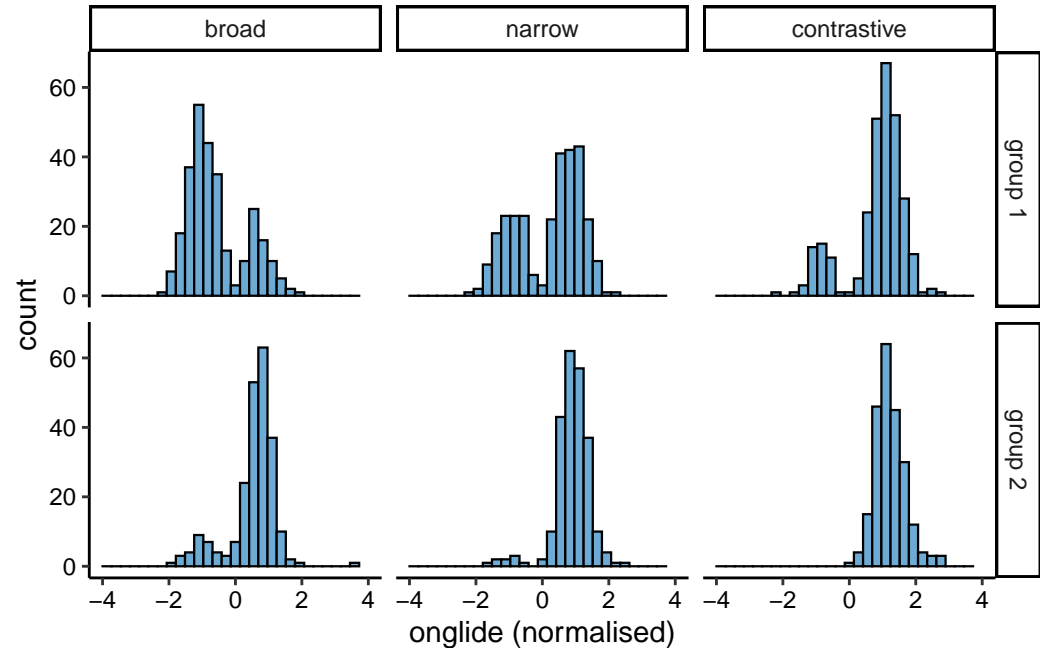 broad narrow contrastive
60
40
20
0
group 1
count
60
40
20
0
group 2
−4 −2 0 2 4 −4 −2 0 2 4 −4 −2 0 2 4
onglide (normalised)